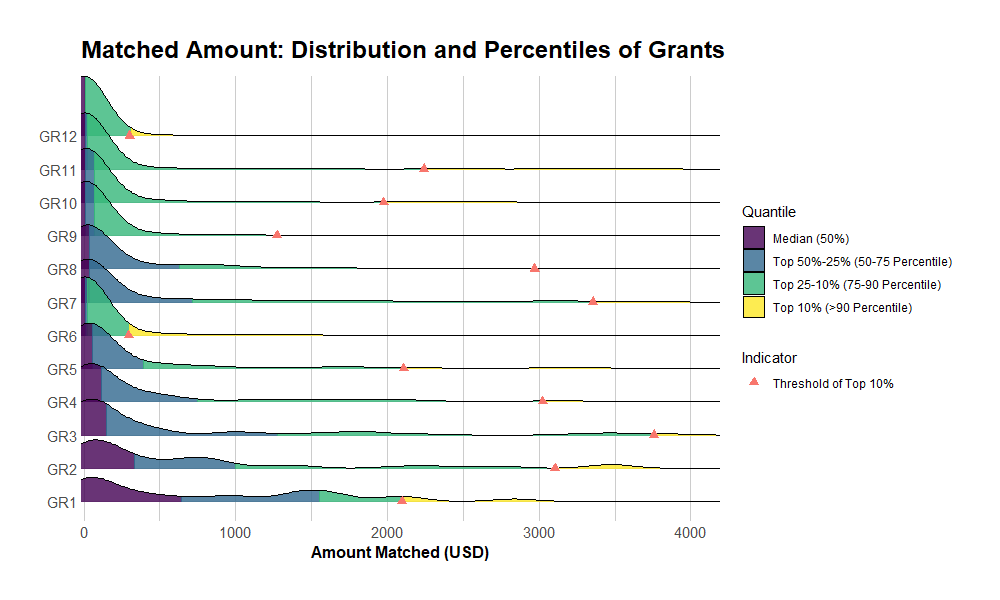 Matched Amount: Distribution and Percentiles of Grants
GR12
GR11
GR10
GR9
GR8
GR7
GR6
GR5
GR4
GR3
GR2
GR1
0 1000 2000 3000 4000
Amount Matched (USD)
Quantile
Median (50%)
Top 50%-25% (50-75 Percentile)
Top 25-10% (75-90 Percentile)
Top 10% (>90 Percentile)
Indicator
Threshold of Top 10%